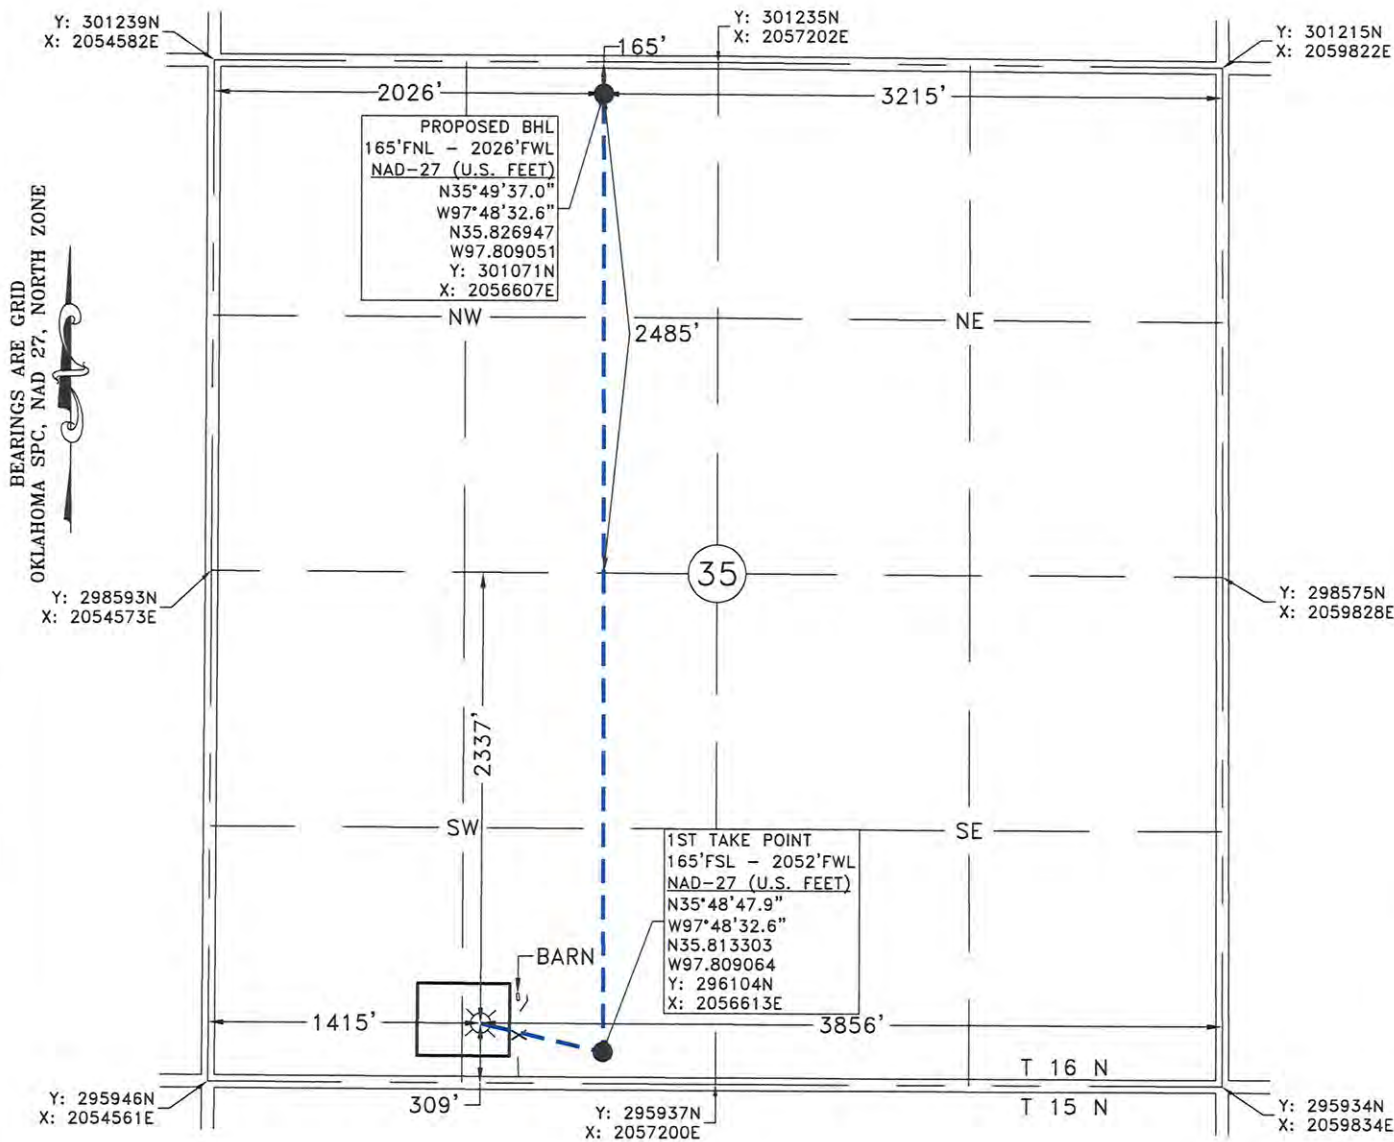 Y: 301239N
X: 2054582E
Y: 301235N
X: 2057202E
Y: 301215N
X: 2059822E
165'
2026'
3215'
PROPOSED BHL
165'FNL - 2026'FWL
NAD-27 (U.S. FEET)
N35°49'37.0"
W97°48'32.6"
N35.826947
W97.809051
Y: 301071N
X: 2056607E
BEARINGS ARE GRID
OKLAHOMA SPC, NAD 27, NORTH ZONE
NW
NE
2485'
35
Y: 298593N
X: 2054573E
Y: 298575N
X: 2059828E
2337'
SW
SE
1ST TAKE POINT
165'FSL - 2052'FWL
NAD-27 (U.S. FEET)
N35°48'47.9"
W97°48'32.6"
N35.813303
W97.809064
Y: 296104N
X: 2056613E
BARN
1415'
3856'
T 16 N
T 15 N
309'
Y: 295946N
X: 2054561E
Y: 295937N
X: 2057200E
Y: 295934N
X: 2059834E